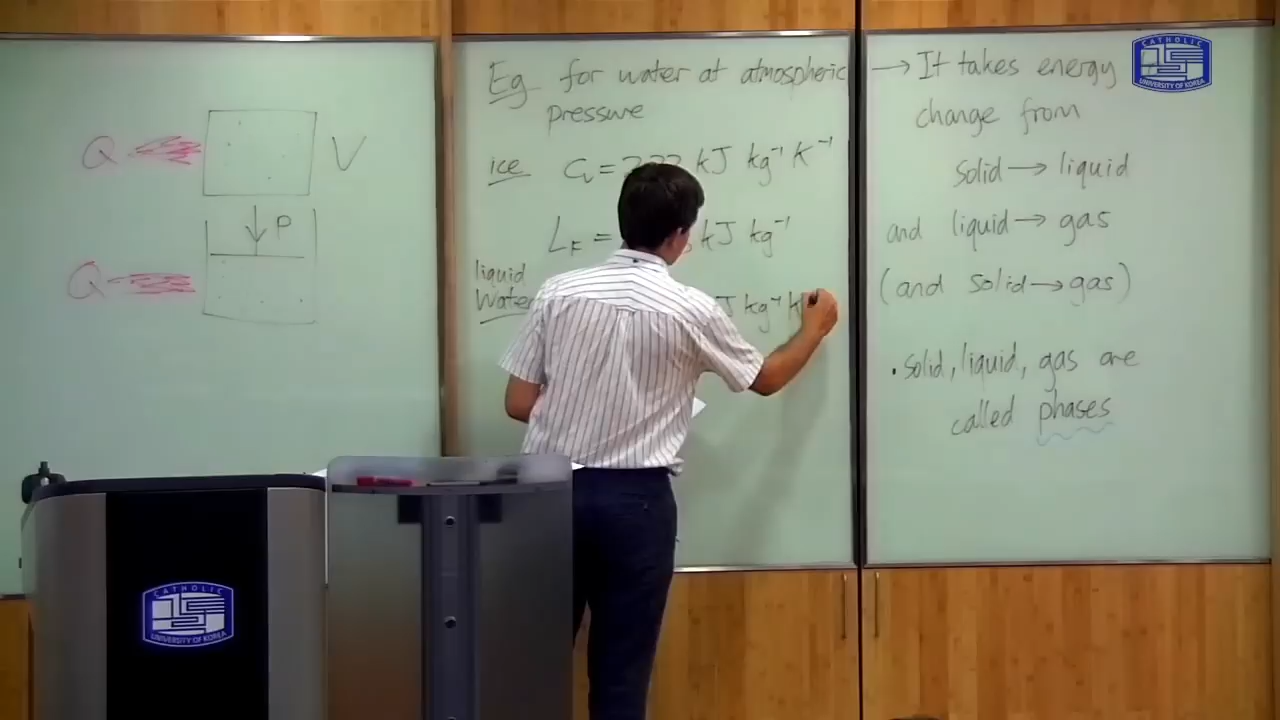 Q
V
P
Q
Eg for water at atmospheric
pressure
ice Cv = kJ kg⁻¹ K⁻¹
LF = kJ kg⁻¹
liquid
water J kg⁻¹ K
→ It takes energy
change from
solid → liquid
and liquid → gas
(and solid → gas)
• solid, liquid, gas are
called phases
CATHOLIC
UNIVERSITY OF KOREA
CATHOLIC
UNIVERSITY OF KOREA